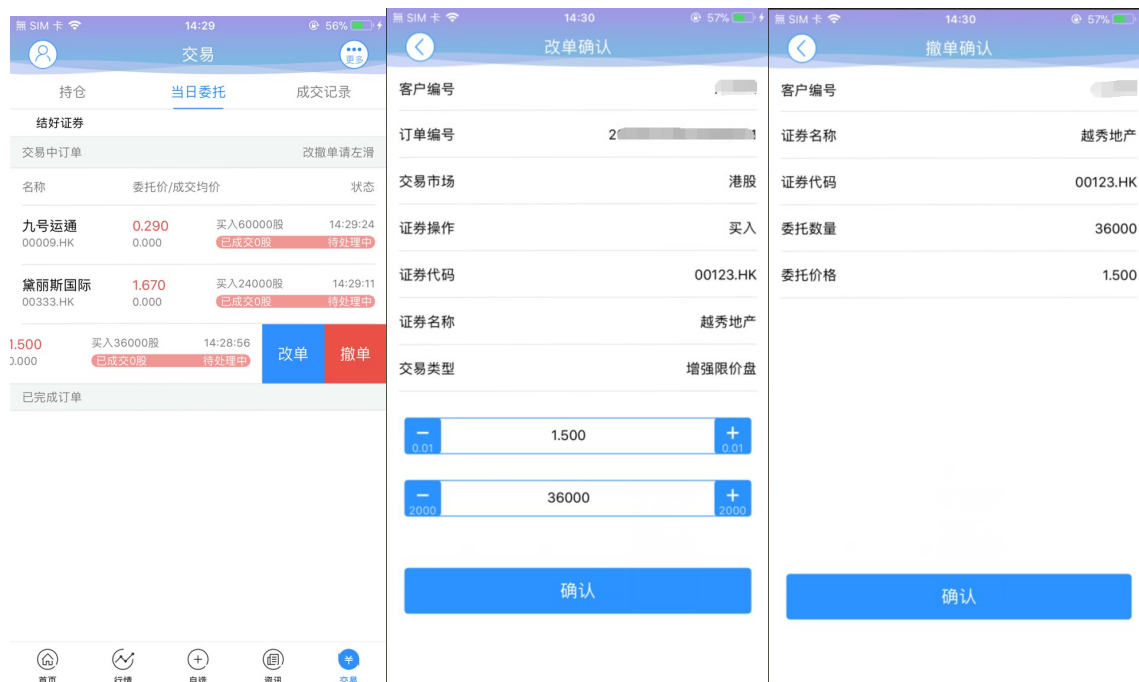 無 SIM 卡 14:29 56%
交易
更多
持仓 当日委托 成交记录
结好证券
交易中订单 改撤单请左滑
名称 委托价/成交均价 状态
九号运通 0.290 买入60000股 14:29:24
00009.HK 0.000 已成交0股 待处理中
黛丽斯国际 1.670 买入24000股 14:29:11
00333.HK 0.000 已成交0股 待处理中
1.500 买入36000股 14:28:56 改单 撤单
0.000 已成交0股 待处理中
已完成订单
首页 行情 自选 资讯 交易
無 SIM 卡 14:30 57%
改单确认
客户编号
订单编号
交易市场 港股
证券操作 买入
证券代码 00123.HK
证券名称 越秀地产
交易类型 增强限价盘
− 1.500 +
0.01 0.01
− 36000 +
2000 2000
确认
無 SIM 卡 14:30 57%
撤单确认
客户编号
证券名称 越秀地产
证券代码 00123.HK
委托数量 36000
委托价格 1.500
确认